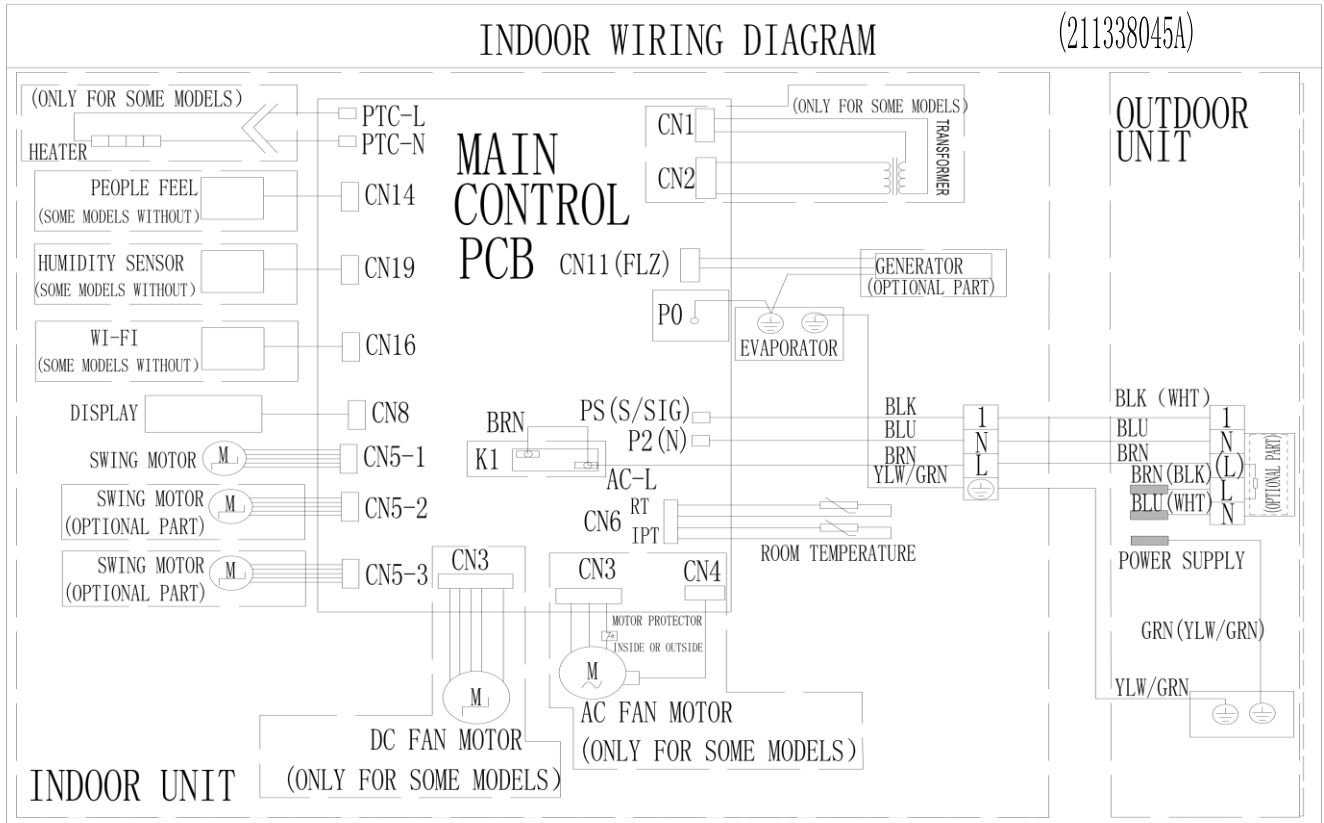 INDOOR WIRING DIAGRAM
(211338045A)
(ONLY FOR SOME MODELS)
HEATER
PTC-L
PTC-N
PEOPLE FEEL
(SOME MODELS WITHOUT)
CN14
HUMIDITY SENSOR
(SOME MODELS WITHOUT)
CN19
WI-FI
(SOME MODELS WITHOUT)
CN16
DISPLAY
CN8
SWING MOTOR
M
CN5-1
SWING MOTOR
(OPTIONAL PART)
M
CN5-2
SWING MOTOR
(OPTIONAL PART)
M
CN5-3
MAIN
CONTROL
PCB
CN1
CN2
(ONLY FOR SOME MODELS)
TRANSFORMER
CN11(FLZ)
GENERATOR
(OPTIONAL PART)
P0
EVAPORATOR
BRN
K1
PS(S/SIG)
P2(N)
AC-L
BLK
BLU
BRN
YLW/GRN
1
N
L
CN6
RT
IPT
ROOM TEMPERATURE
CN3
M
DC FAN MOTOR
(ONLY FOR SOME MODELS)
CN3
CN4
MOTOR PROTECTOR
INSIDE OR OUTSIDE
M
AC FAN MOTOR
(ONLY FOR SOME MODELS)
INDOOR UNIT
OUTDOOR
UNIT
BLK (WHT)
BLU
BRN
BRN(BLK)
BLU(WHT)
1
N
(L)
L
N
(OPTIONAL PART)
POWER SUPPLY
GRN(YLW/GRN)
YLW/GRN